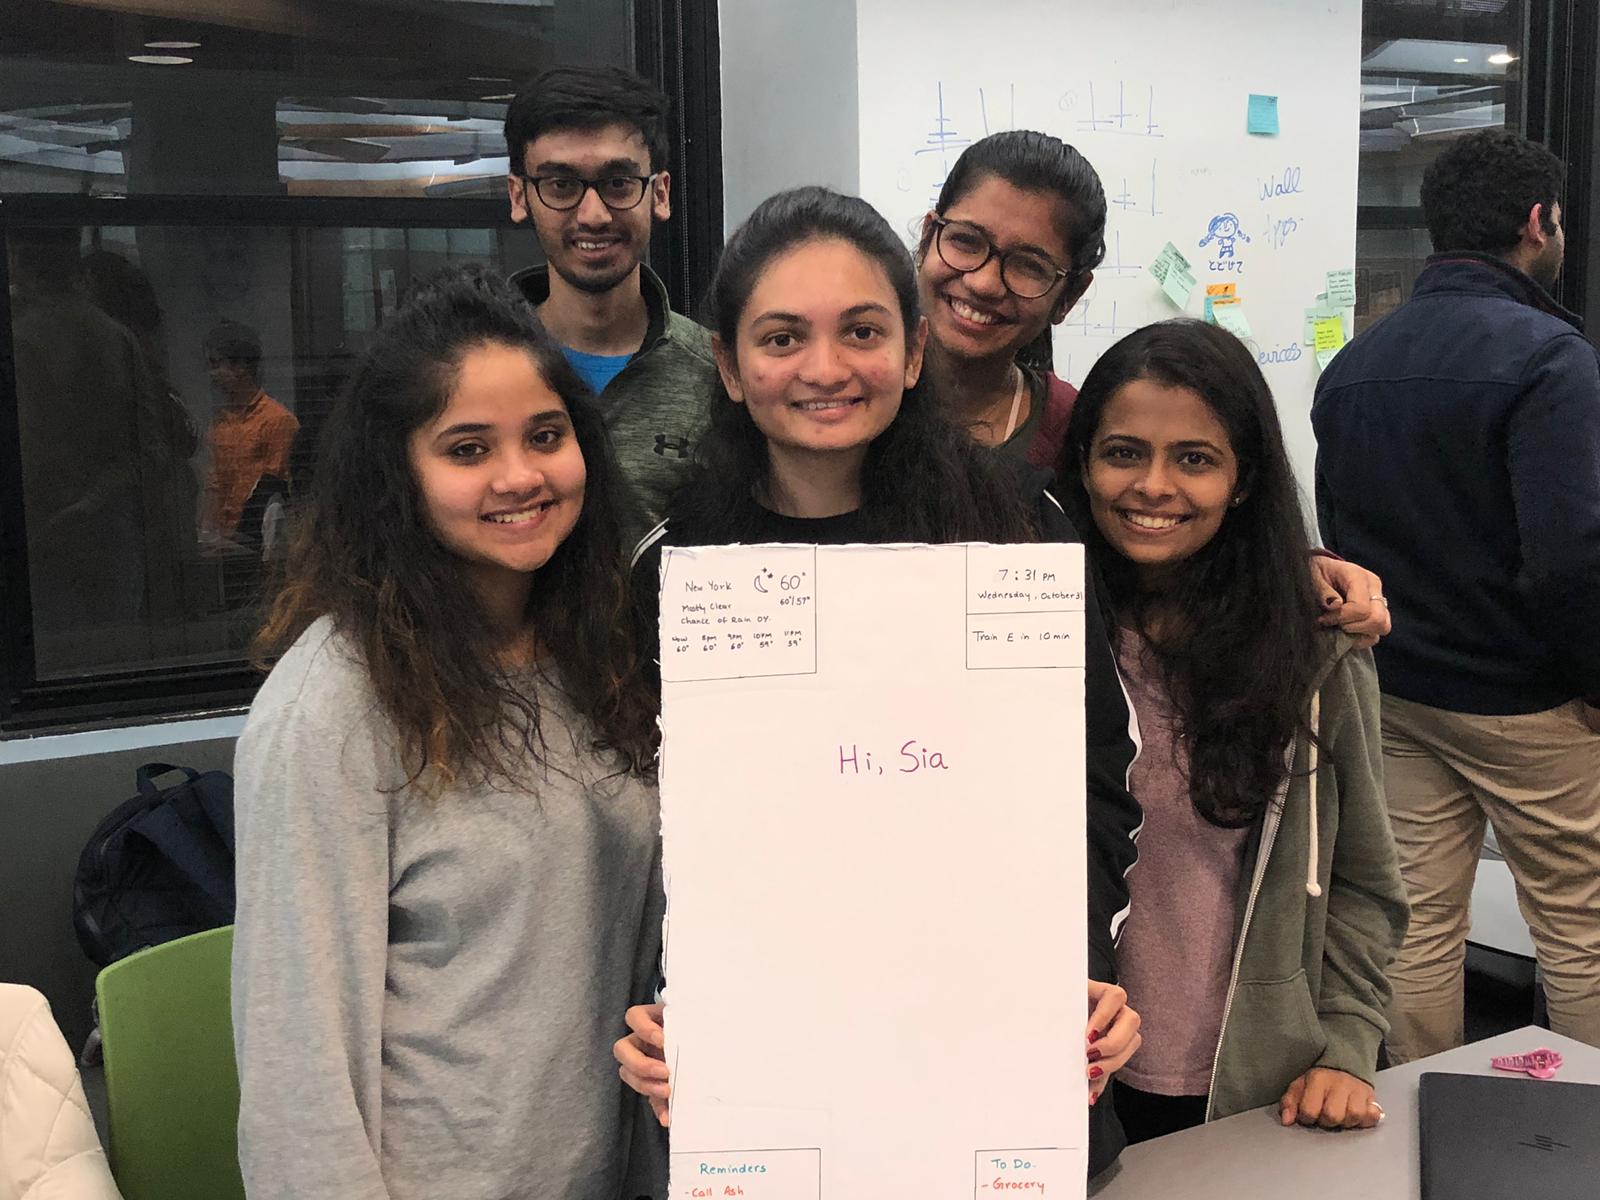 Wall
Apps
Devices
New York 60°
60°/57°
Mostly Clear
Chance of Rain 0%
Now 8pm 9pm 10pm 11pm
60° 60° 60° 59° 59°
7:31 PM
Wednesday, October 31
Train E in 10 min
Hi, Sia
Reminders
- Call Ash
To Do.
- Grocery